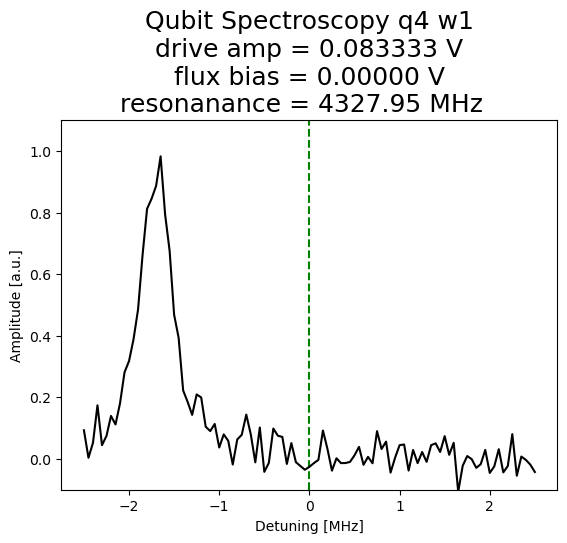 Qubit Spectroscopy q4 w1
drive amp = 0.083333 V
flux bias = 0.00000 V
resonanance = 4327.95 MHz
1.0
0.8
0.6
0.4
0.2
0.0
Amplitude [a.u.]
−2
−1
0
1
2
Detuning [MHz]